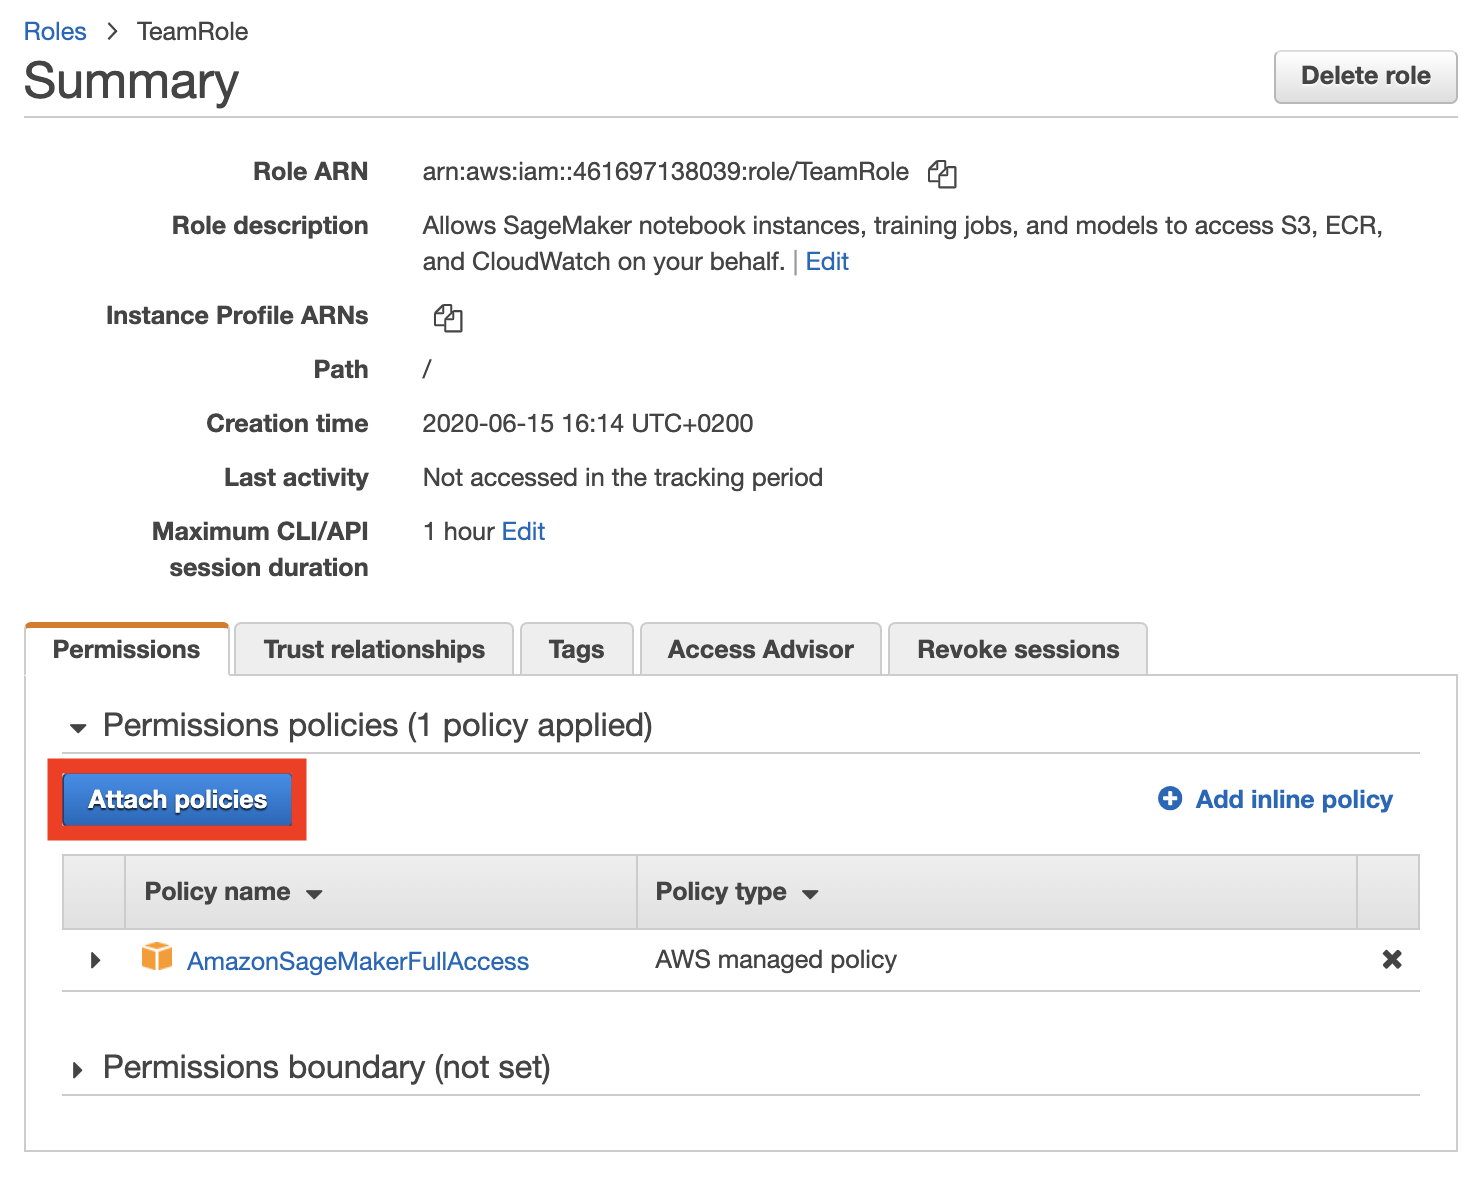 Roles > TeamRole
Summary
Delete role
Role ARN arn:aws:iam::461697138039:role/TeamRole
Role description Allows SageMaker notebook instances, training jobs, and models to access S3, ECR,
and CloudWatch on your behalf. | Edit
Instance Profile ARNs
Path /
Creation time 2020-06-15 16:14 UTC+0200
Last activity Not accessed in the tracking period
Maximum CLI/API 1 hour Edit
session duration
Permissions Trust relationships Tags Access Advisor Revoke sessions
Permissions policies (1 policy applied)
Attach policies Add inline policy
Policy name Policy type
AmazonSageMakerFullAccess AWS managed policy
Permissions boundary (not set)